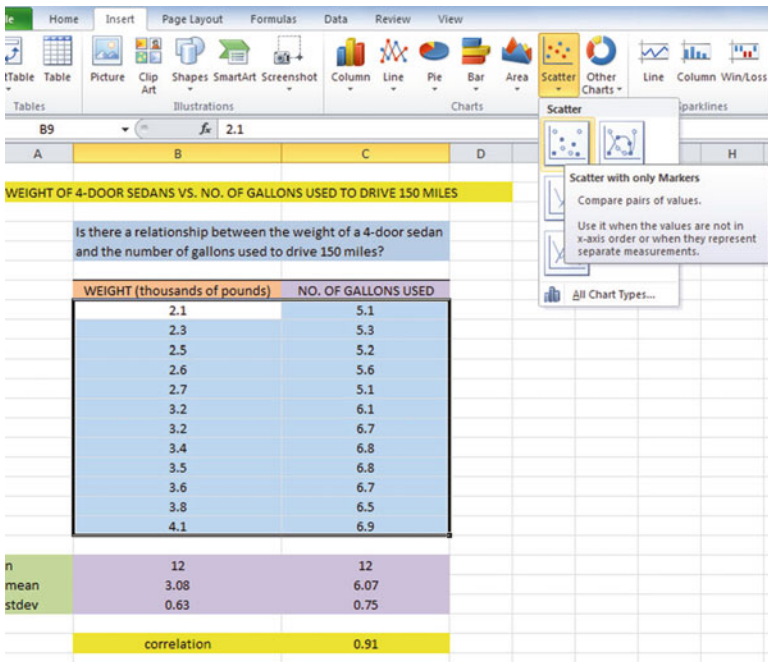 le Home Insert Page Layout Formulas Data Review View
tTable Table Picture Clip Art Shapes SmartArt Screenshot Column Line Pie Bar Area Scatter Other Charts Line Column Win/Loss
Tables Illustrations Charts Sparklines
Scatter
B9 fx 2.1
A B C D H
WEIGHT OF 4-DOOR SEDANS VS. NO. OF GALLONS USED TO DRIVE 150 MILES
Scatter with only Markers
Compare pairs of values.
Use it when the values are not in
x-axis order or when they represent
separate measurements.
All Chart Types...
Is there a relationship between the weight of a 4-door sedan
and the number of gallons used to drive 150 miles?
WEIGHT (thousands of pounds) NO. OF GALLONS USED
2.1 5.1
2.3 5.3
2.5 5.2
2.6 5.6
2.7 5.1
3.2 6.1
3.2 6.7
3.4 6.8
3.5 6.8
3.6 6.7
3.8 6.5
4.1 6.9
n 12 12
mean 3.08 6.07
stdev 0.63 0.75
correlation 0.91